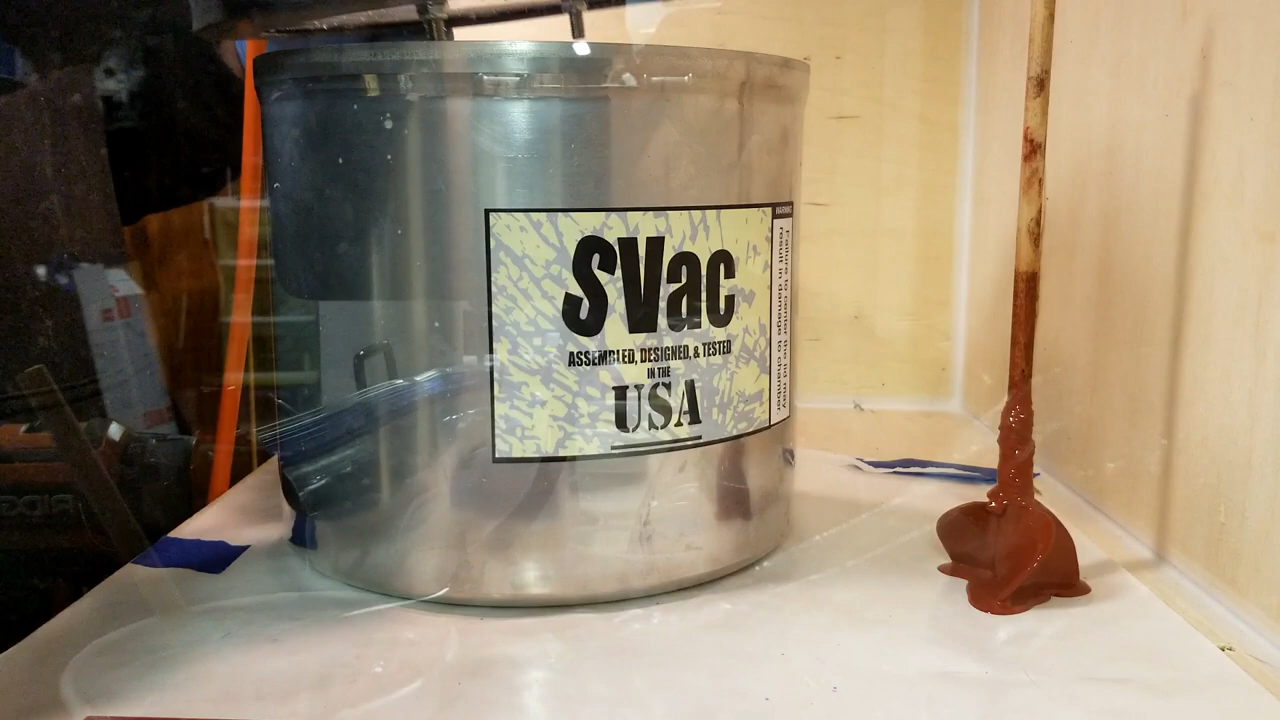 SVac
ASSEMBLED, DESIGNED, & TESTED
IN THE
USA
WARNING
Failure to center the lid may
result in damage to chamber.